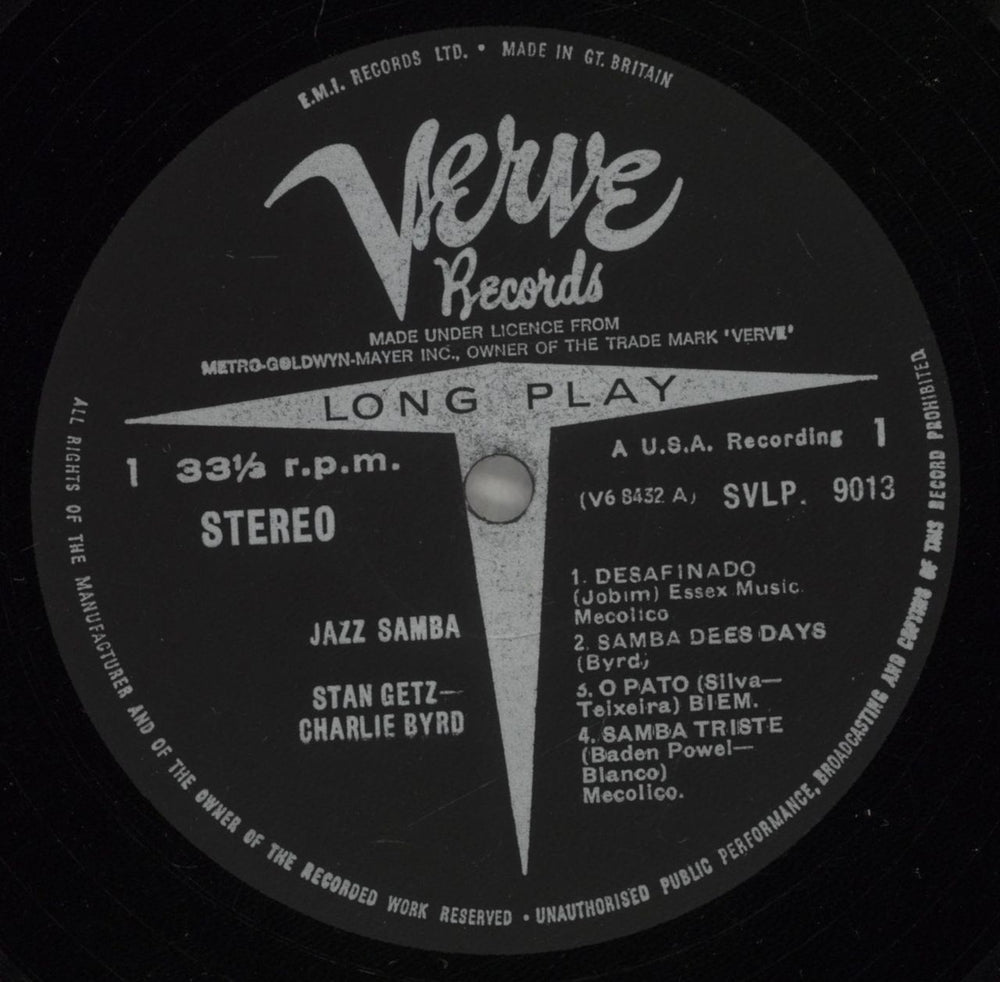 E.M.I. RECORDS LTD. • MADE IN GT. BRITAIN
Verve
Records
MADE UNDER LICENCE FROM
METRO-GOLDWYN-MAYER INC., OWNER OF THE TRADE MARK 'VERVE'
LONG PLAY
1 33⅓ r.p.m.
STEREO
A U.S.A. Recording 1
(V6 8432 A) SVLP. 9013
JAZZ SAMBA
STAN GETZ—
CHARLIE BYRD
1. DESAFINADO
(Jobim) Essex Music.
Mecolico
2. SAMBA DEES DAYS
(Byrd)
3. O PATO (Silva—
Teixeira) BIEM.
4. SAMBA TRISTE
(Baden Powel—
Blanco)
Mecolico.
ALL RIGHTS OF THE MANUFACTURER AND OF THE OWNER OF THE RECORDED WORK RESERVED • UNAUTHORISED PUBLIC PERFORMANCE, BROADCASTING AND COPYING OF THIS RECORD PROHIBITED